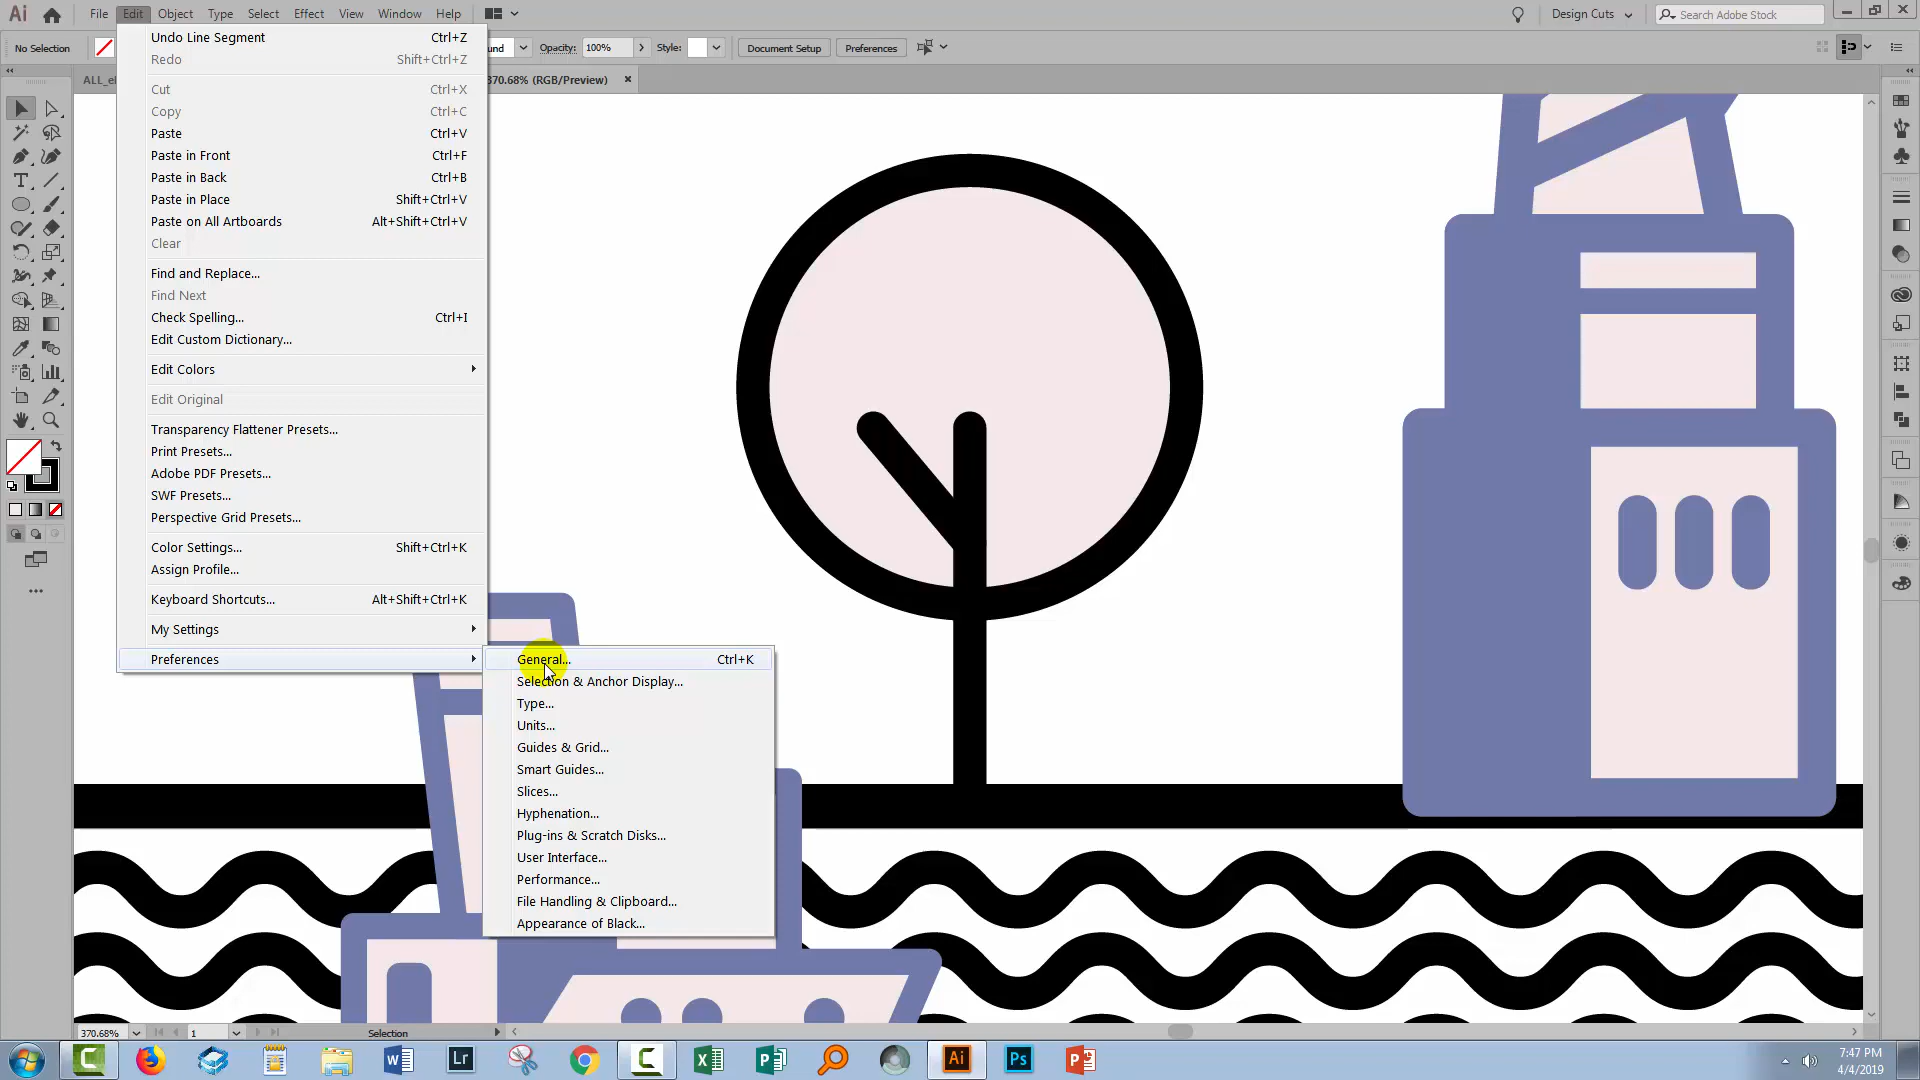 Ai File Edit Object Type Select Effect View Window Help Design Cuts Search Adobe Stock
No Selection und Opacity: 100% Style: Document Setup Preferences
370.68% (RGB/Preview) ×
Undo Line Segment Ctrl+Z
Redo Shift+Ctrl+Z
Cut Ctrl+X
Copy Ctrl+C
Paste Ctrl+V
Paste in Front Ctrl+F
Paste in Back Ctrl+B
Paste in Place Shift+Ctrl+V
Paste on All Artboards Alt+Shift+Ctrl+V
Clear
Find and Replace...
Find Next
Check Spelling... Ctrl+I
Edit Custom Dictionary...
Edit Colors
Edit Original
Transparency Flattener Presets...
Print Presets...
Adobe PDF Presets...
SWF Presets...
Perspective Grid Presets...
Color Settings... Shift+Ctrl+K
Assign Profile...
Keyboard Shortcuts... Alt+Shift+Ctrl+K
My Settings
Preferences
General... Ctrl+K
Selection & Anchor Display...
Type...
Units...
Guides & Grid...
Smart Guides...
Slices...
Hyphenation...
Plug-ins & Scratch Disks...
User Interface...
Performance...
File Handling & Clipboard...
Appearance of Black...
370.68% 1 Selection
Lr Ai Ps
7:47 PM
4/4/2019